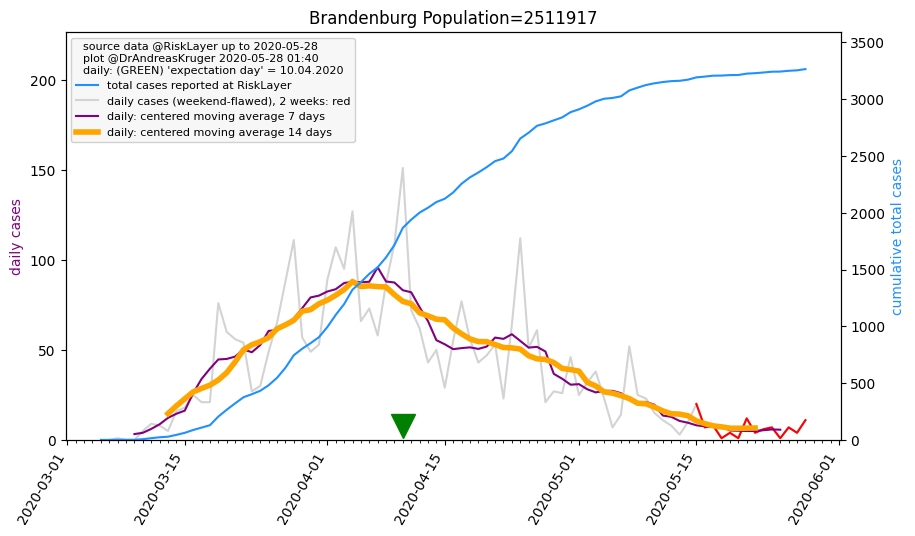 Brandenburg Population=2511917
source data @RiskLayer up to 2020-05-28
plot @DrAndreasKruger 2020-05-28 01:40
daily: (GREEN) 'expectation day' = 10.04.2020
total cases reported at RiskLayer
daily cases (weekend-flawed), 2 weeks: red
daily: centered moving average 7 days
daily: centered moving average 14 days
daily cases
200
150
100
50
0
3500
3000
2500
2000
1500
1000
500
0
cumulative total cases
2020-03-01
2020-03-15
2020-04-01
2020-04-15
2020-05-01
2020-05-15
2020-06-01